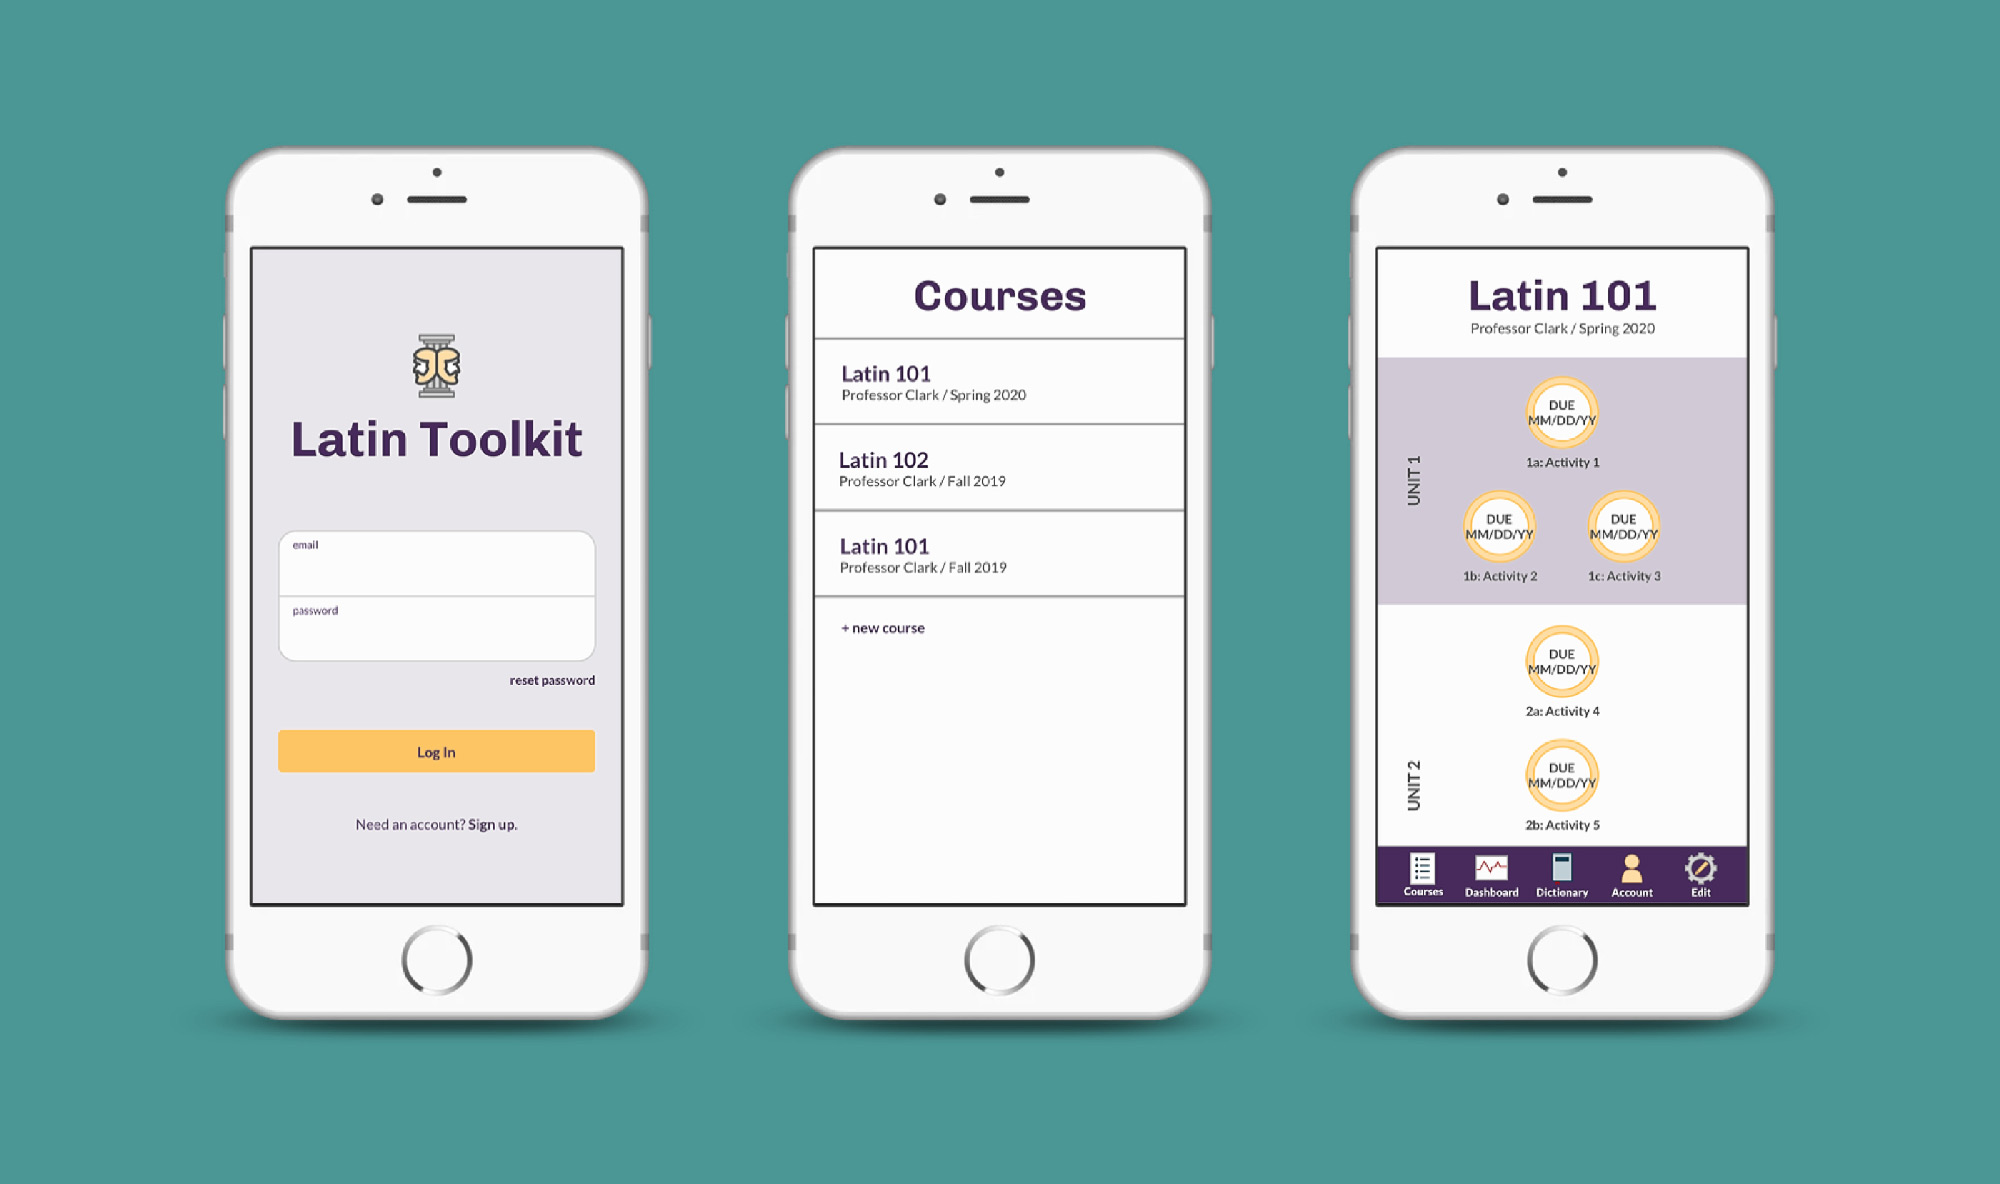 Latin Toolkit
email
password
reset password
Log In
Need an account? Sign up.
Courses
Latin 101
Professor Clark / Spring 2020
Latin 102
Professor Clark / Fall 2019
Latin 101
Professor Clark / Fall 2019
+ new course
Latin 101
Professor Clark / Spring 2020
UNIT 1
DUE
MM/DD/YY
1a: Activity 1
DUE
MM/DD/YY
1b: Activity 2
DUE
MM/DD/YY
1c: Activity 3
UNIT 2
DUE
MM/DD/YY
2a: Activity 4
DUE
MM/DD/YY
2b: Activity 5
Courses
Dashboard
Dictionary
Account
Edit